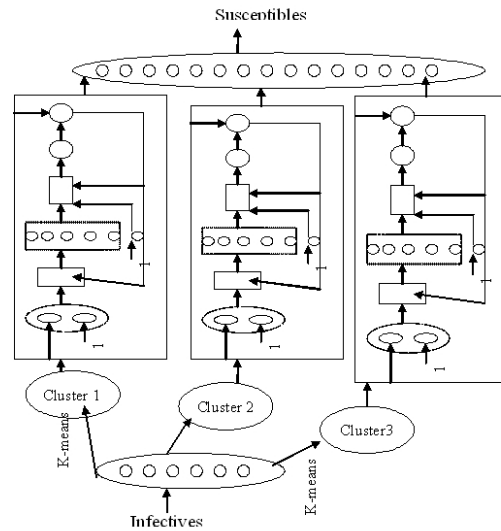 Susceptibles
1
1
1
1
1
1
Cluster 1
Cluster 2
Cluster3
K-means
K-means
Infectives